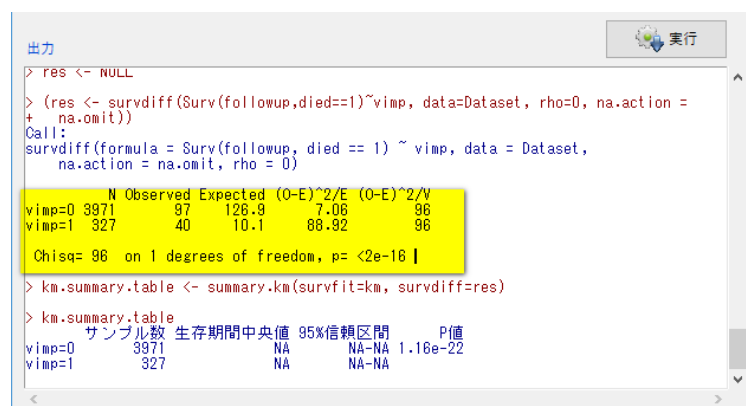 実行
出力
> res <- NULL
> (res <- survdiff(Surv(followup,died==1)~vimp, data=Dataset, rho=0, na.action =
+   na.omit))
Call:
survdiff(formula = Surv(followup, died == 1) ~ vimp, data = Dataset,
    na.action = na.omit, rho = 0)
          N Observed Expected (O-E)^2/E (O-E)^2/V
vimp=0 3971       97    126.9      7.06        96
vimp=1  327       40     10.1     88.92        96
 Chisq= 96  on 1 degrees of freedom, p= <2e-16
> km.summary.table <- summary.km(survfit=km, survdiff=res)
> km.summary.table
       サンプル数 生存期間中央値 95%信頼区間     P値
vimp=0       3971             NA       NA-NA 1.16e-22
vimp=1        327             NA       NA-NA